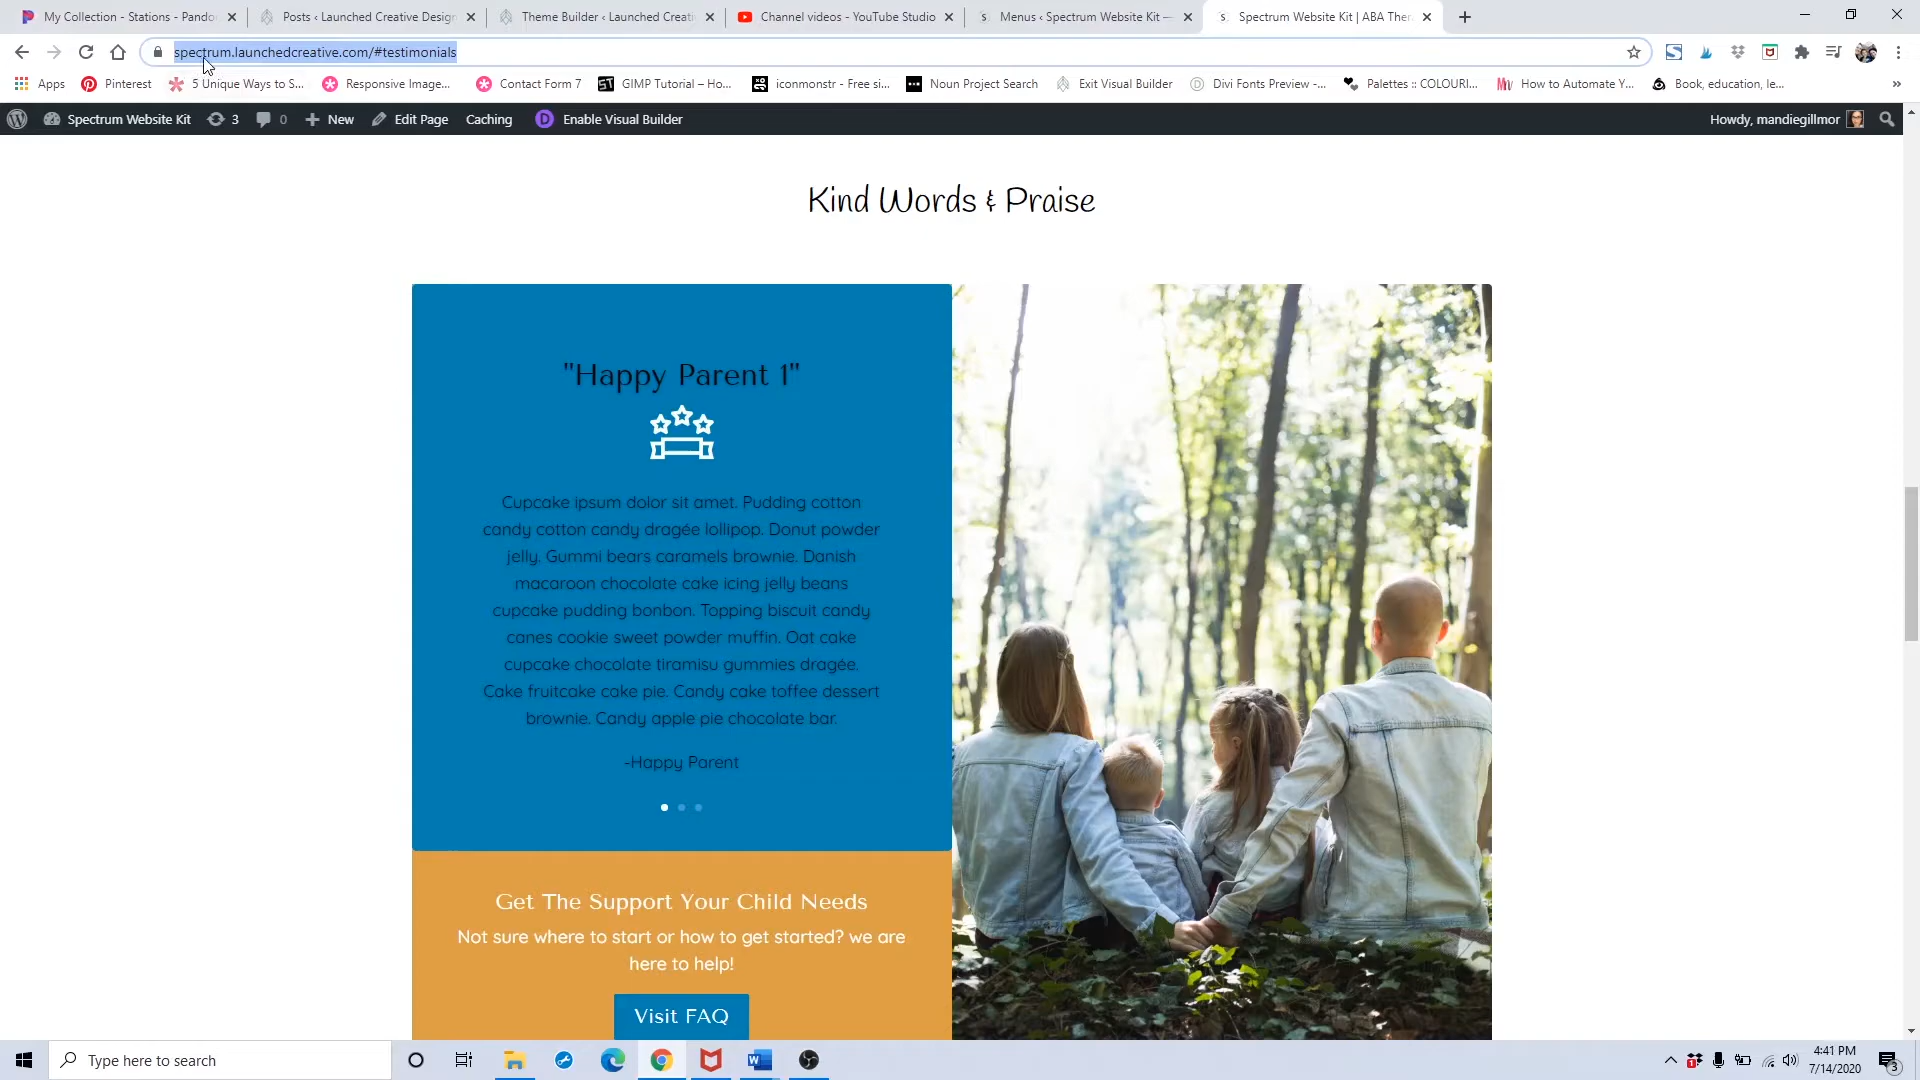 My Collection - Stations - Pando
Posts ‹ Launched Creative Design
Theme Builder ‹ Launched Creati
Channel videos - YouTube Studio
Menus ‹ Spectrum Website Kit —
Spectrum Website Kit | ABA Ther
spectrum.launchedcreative.com/#testimonials
Apps
Pinterest
5 Unique Ways to S...
Responsive Image...
Contact Form 7
GIMP Tutorial – Ho...
iconmonstr - Free si...
Noun Project Search
Exit Visual Builder
Divi Fonts Preview -...
Palettes :: COLOURl...
How to Automate Y...
Book, education, le...
Spectrum Website Kit
3
0
New
Edit Page
Caching
Enable Visual Builder
Howdy, mandiegillmor
Kind Words & Praise
"Happy Parent 1"
Cupcake ipsum dolor sit amet. Pudding cotton
candy cotton candy dragée lollipop. Donut powder
jelly. Gummi bears caramels brownie. Danish
macaroon chocolate cake icing jelly beans
cupcake pudding bonbon. Topping biscuit candy
canes cookie sweet powder muffin. Oat cake
cupcake chocolate tiramisu gummies dragée.
Cake fruitcake cake pie. Candy cake toffee dessert
brownie. Candy apple pie chocolate bar.
-Happy Parent
Get The Support Your Child Needs
Not sure where to start or how to get started? we are
here to help!
Visit FAQ
Type here to search
4:41 PM
7/14/2020
3